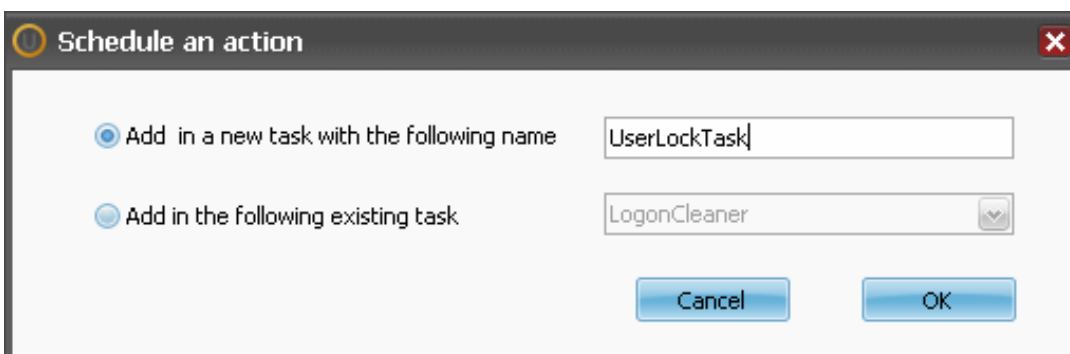 Schedule an action
Add in a new task with the following name UserLockTask
Add in the following existing task LogonCleaner
Cancel OK